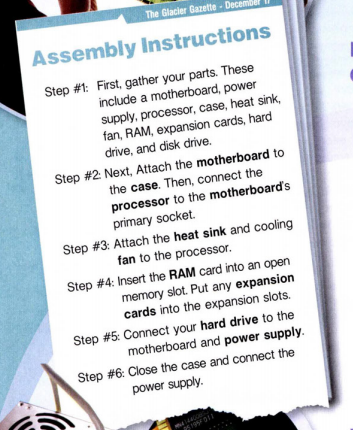 The Glacier Gazette - December 17
Assembly Instructions
Step #1: First, gather your parts. These
include a motherboard, power
supply, processor, case, heat sink,
fan, RAM, expansion cards, hard
drive, and disk drive.
Step #2: Next, Attach the motherboard to
the case. Then, connect the
processor to the motherboard's
primary socket.
Step #3: Attach the heat sink and cooling
fan to the processor.
Step #4: Insert the RAM card into an open
memory slot. Put any expansion
cards into the expansion slots.
Step #5: Connect your hard drive to the
motherboard and power supply.
Step #6: Close the case and connect the
power supply.